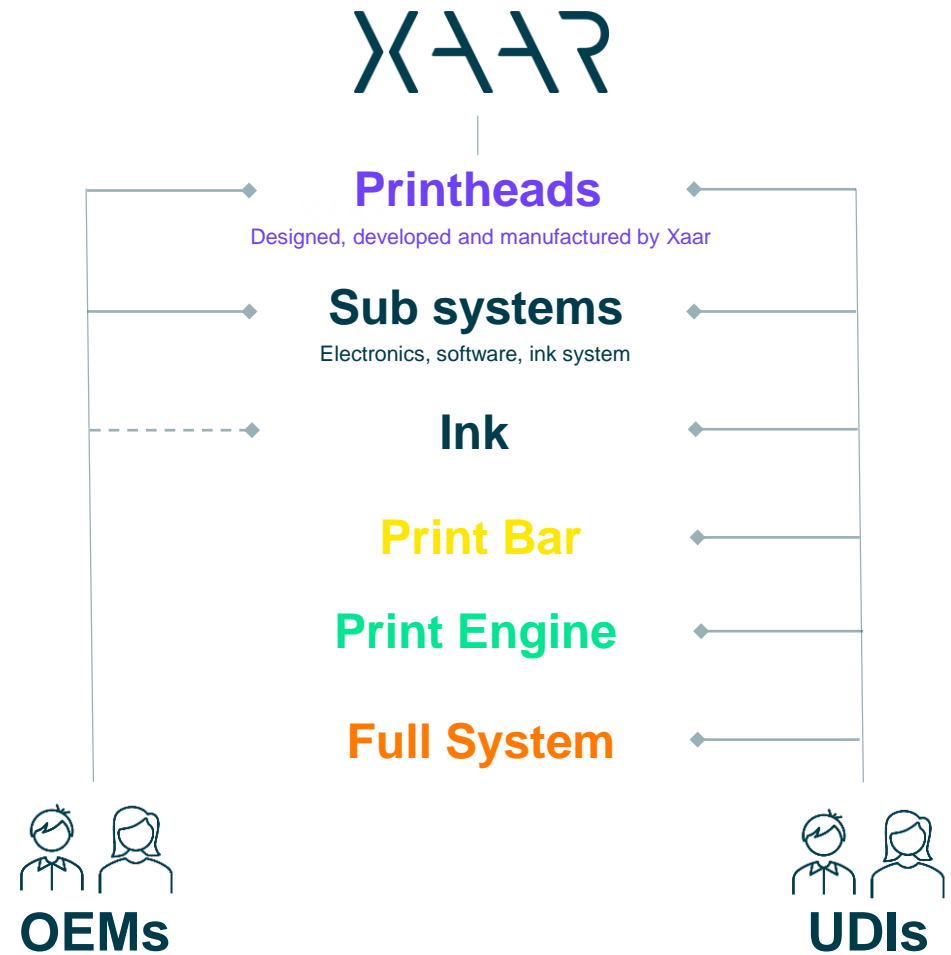 XAAR
Printheads
Designed, developed and manufactured by Xaar
Sub systems
Electronics, software, ink system
Ink
Print Bar
Print Engine
Full System
OEMs
UDIs